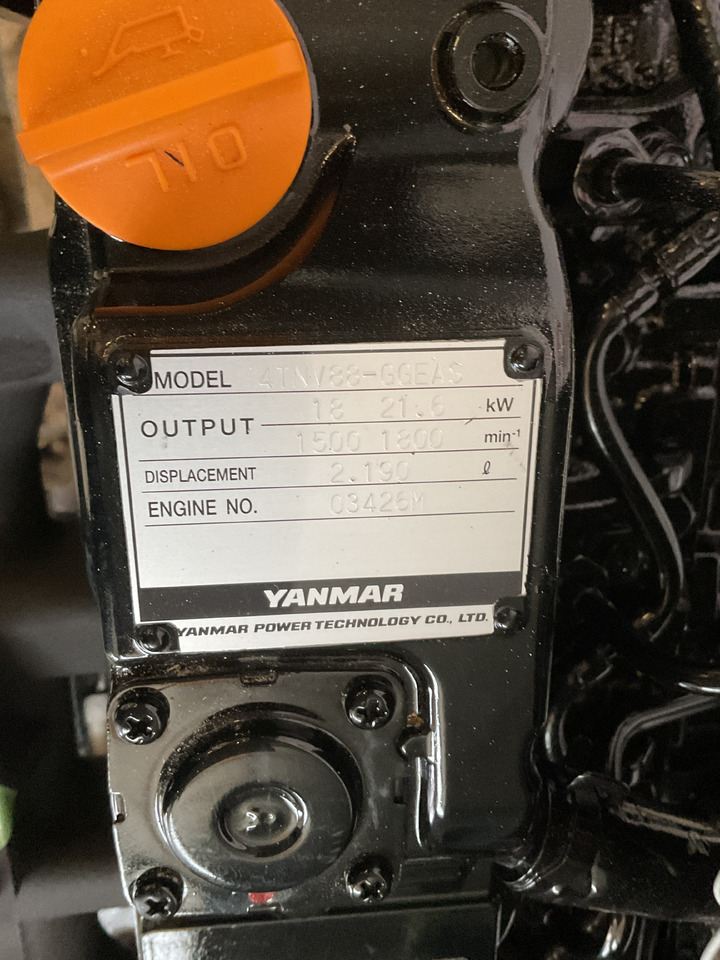 OIL
MODEL 4TNV88-GGEAS
OUTPUT 18 21.6 kW
1500 1800 min-1
DISPLACEMENT 2.190 ℓ
ENGINE NO. 03426M
YANMAR
YANMAR POWER TECHNOLOGY CO., LTD.